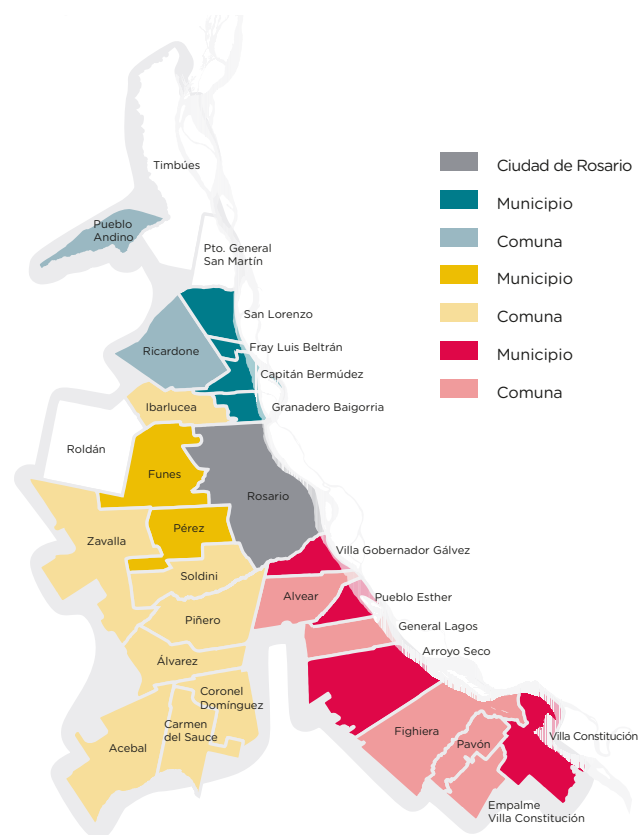 Timbúes
Pueblo
Andino
Pto. General
San Martín
San Lorenzo
Fray Luis Beltrán
Ricardone
Capitán Bermúdez
Ibarlucea
Granadero Baigorria
Roldán
Funes
Rosario
Pérez
Zavalla
Villa Gobernador Gálvez
Soldini
Alvear
Pueblo Esther
Piñero
General Lagos
Arroyo Seco
Álvarez
Coronel
Domínguez
Carmen
del Sauce
Acebal
Fighiera
Pavón
Villa Constitución
Empalme
Villa Constitución
Ciudad de Rosario
Municipio
Comuna
Municipio
Comuna
Municipio
Comuna